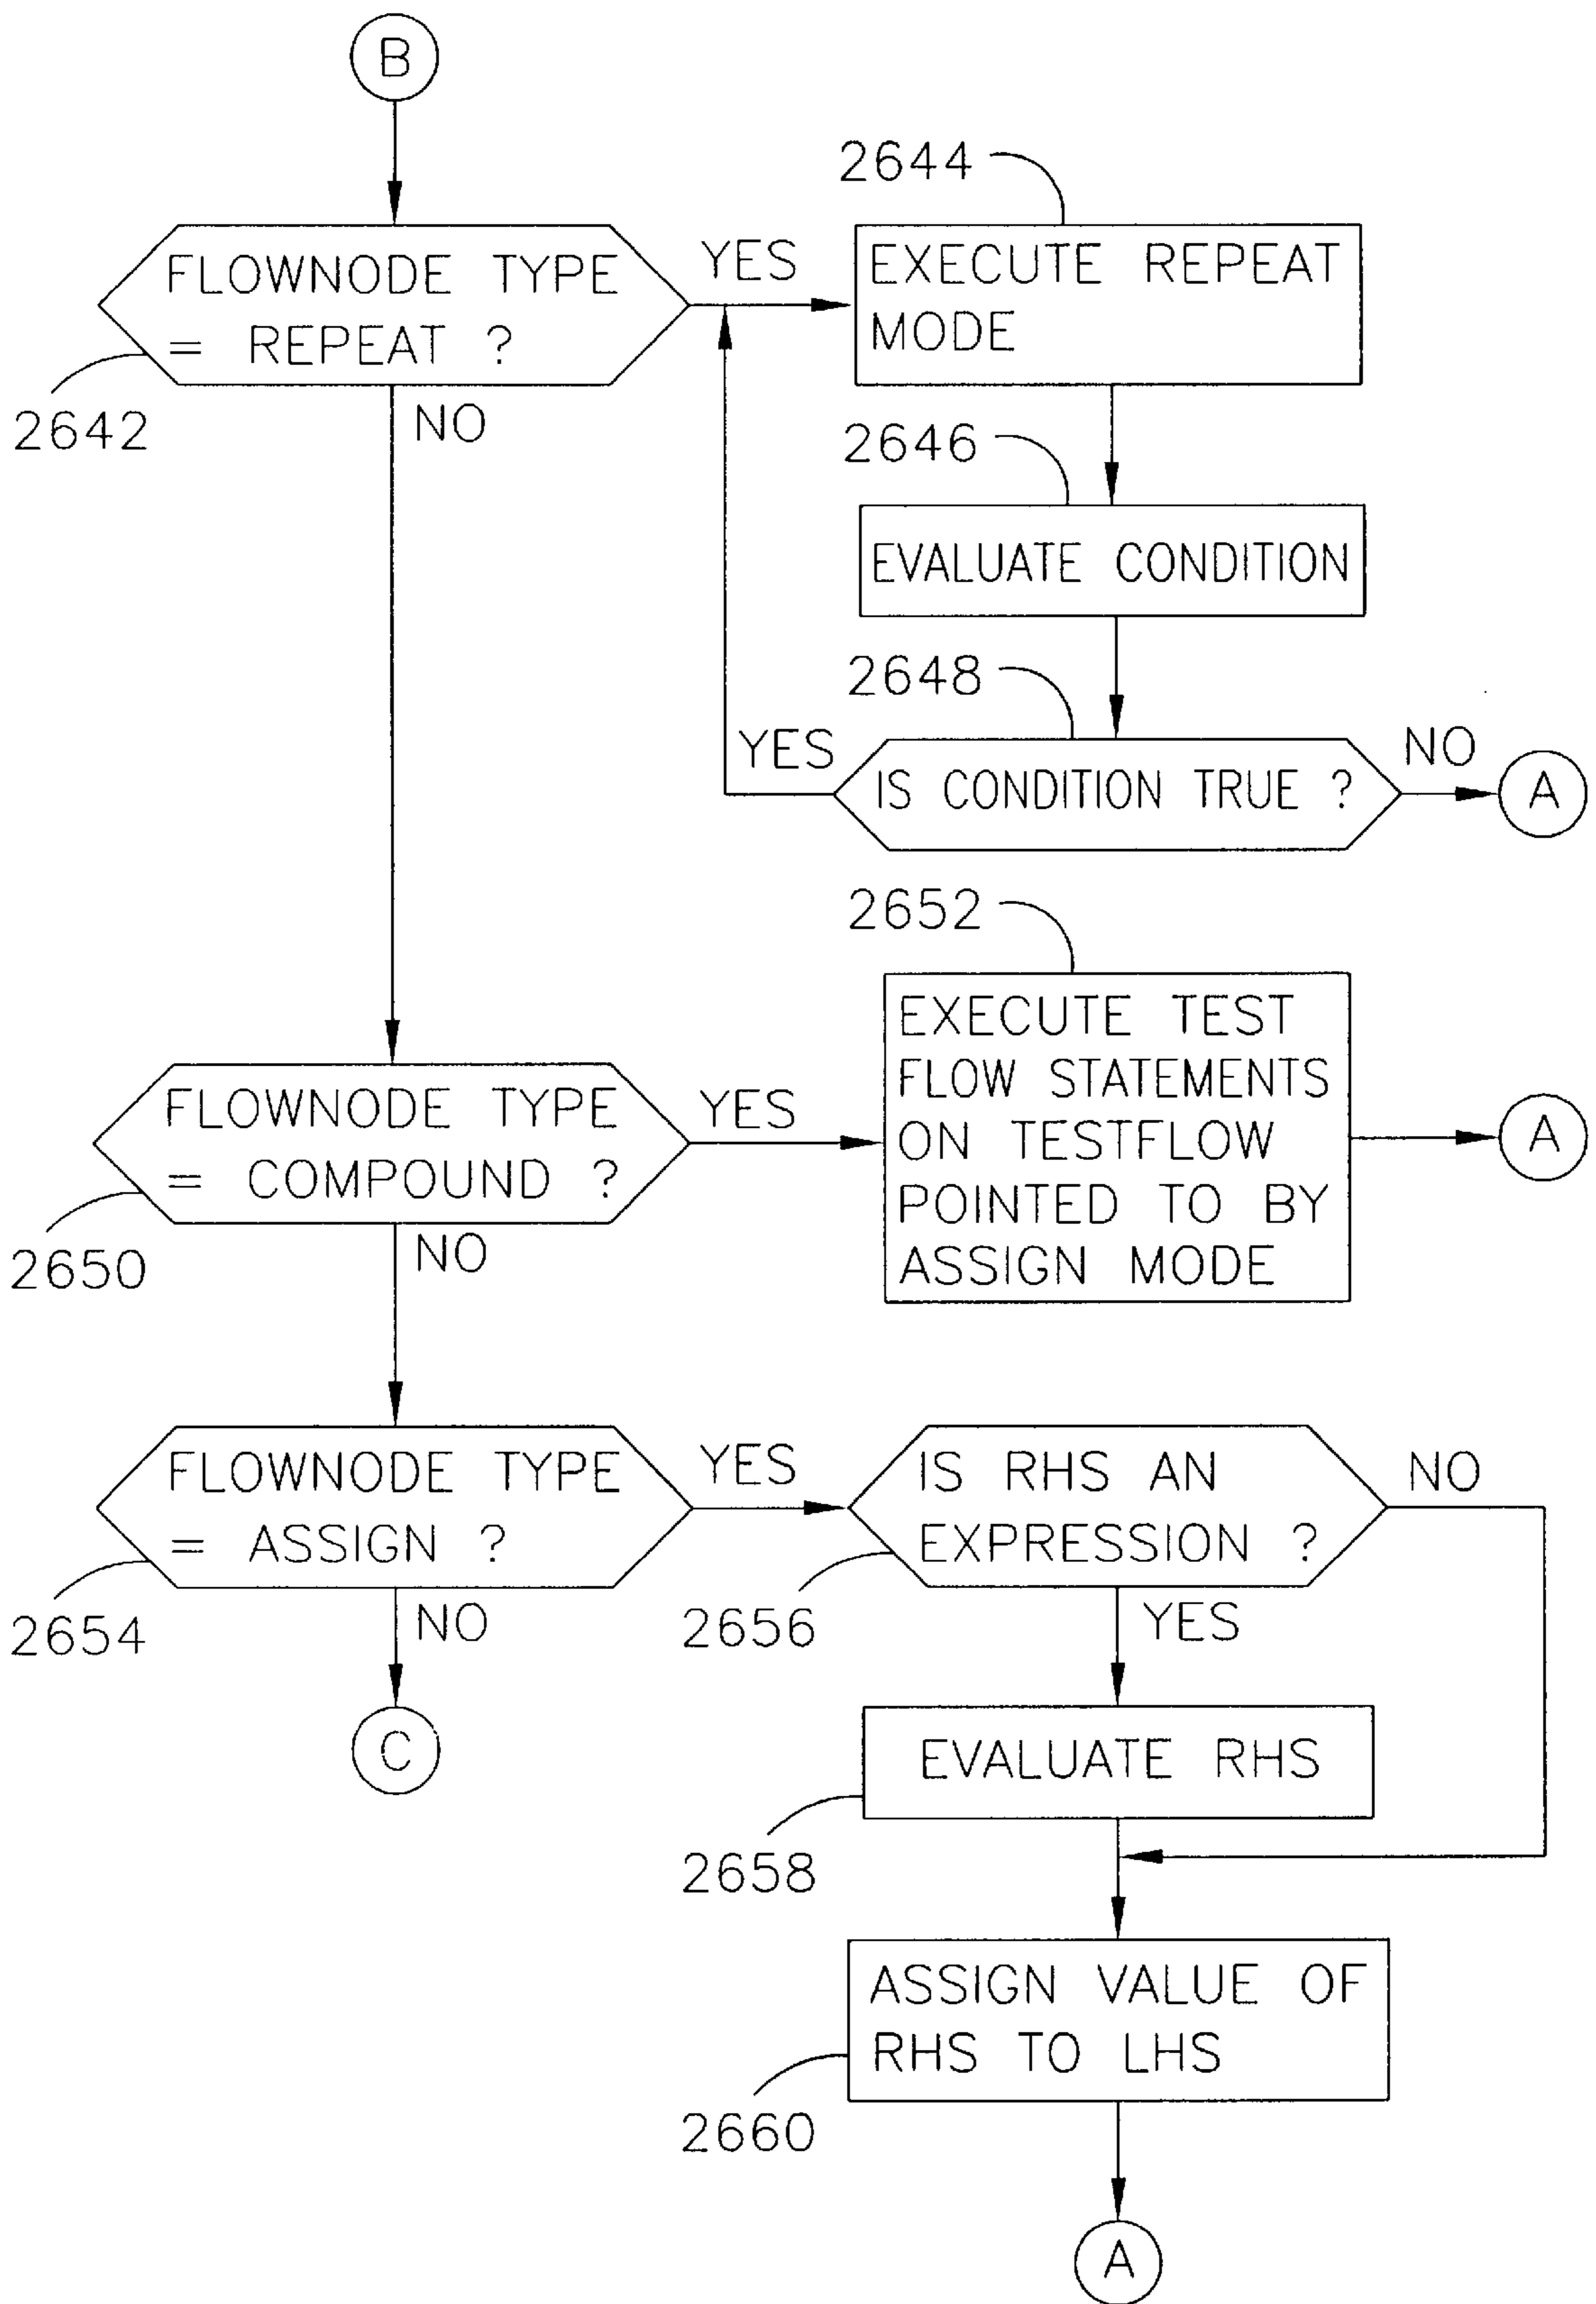 B
2644
FLOWNODE TYPE
= REPEAT ?
YES
EXECUTE REPEAT
MODE
2642
NO
2646
EVALUATE CONDITION
2648
YES
IS CONDITION TRUE ?
NO
A
2652
FLOWNODE TYPE
= COMPOUND ?
YES
EXECUTE TEST
FLOW STATEMENTS
ON TESTFLOW
POINTED TO BY
ASSIGN MODE
A
2650
NO
FLOWNODE TYPE
= ASSIGN ?
YES
IS RHS AN
EXPRESSION ?
NO
2654
NO
2656
YES
C
EVALUATE RHS
2658
ASSIGN VALUE OF
RHS TO LHS
2660
A